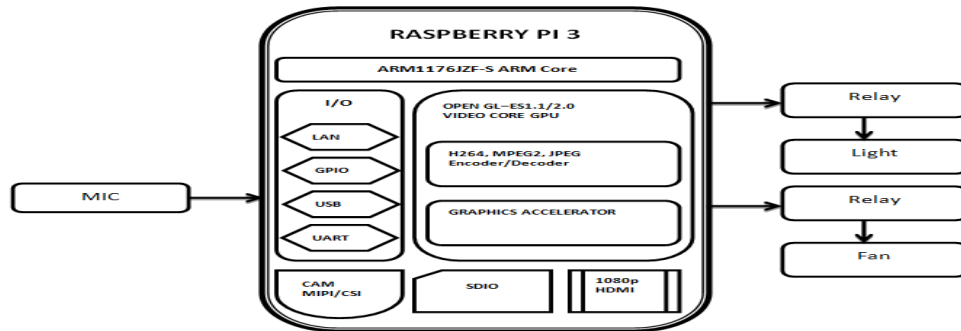 RASPBERRY PI 3
ARM1176JZF-S ARM Core
I/O
LAN
GPIO
USB
UART
OPEN GL–ES1.1/2.0
VIDEO CORE GPU
H264, MPEG2, JPEG
Encoder/Decoder
GRAPHICS ACCELERATOR
CAM
MIPI/CSI
SDIO
1080p
HDMI
MIC
Relay
Light
Relay
Fan